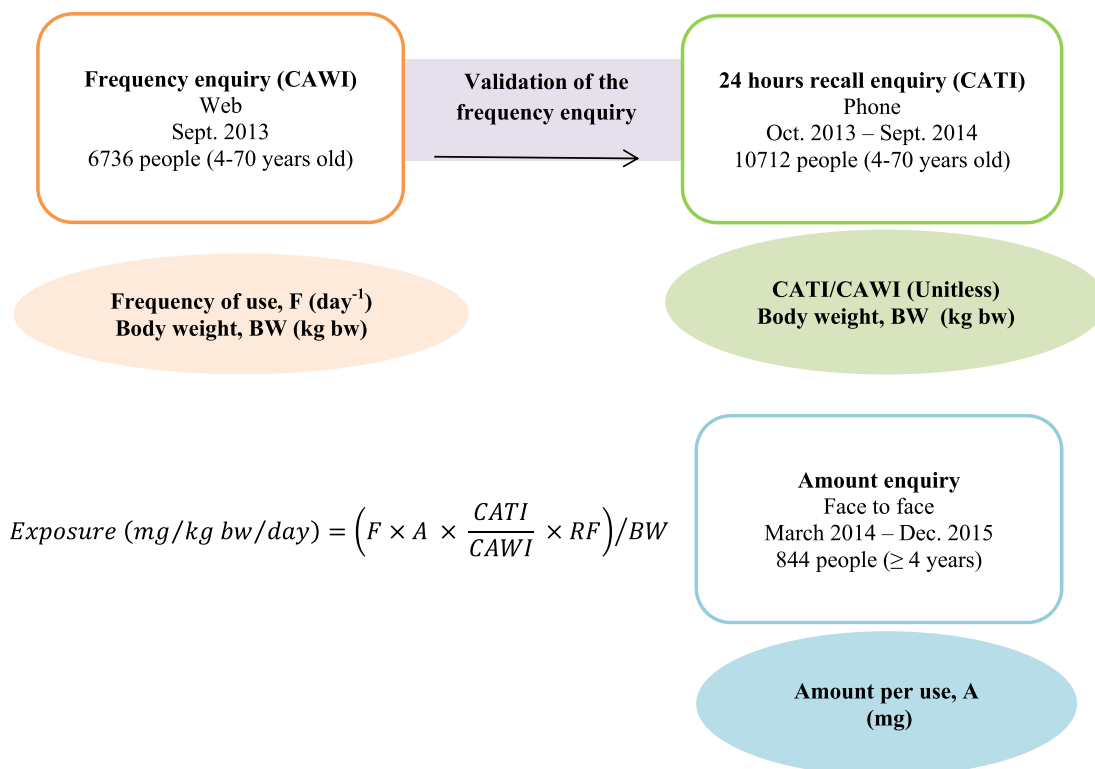 Frequency enquiry (CAWI)
Web
Sept. 2013
6736 people (4-70 years old)
Validation of the
frequency enquiry
24 hours recall enquiry (CATI)
Phone
Oct. 2013 – Sept. 2014
10712 people (4-70 years old)
Frequency of use, F (day⁻¹)
Body weight, BW (kg bw)
CATI/CAWI (Unitless)
Body weight, BW (kg bw)
Exposure (mg/kg bw/day) = (F × A × CATI/CAWI × RF)/BW
Amount enquiry
Face to face
March 2014 – Dec. 2015
844 people (≥ 4 years)
Amount per use, A
(mg)